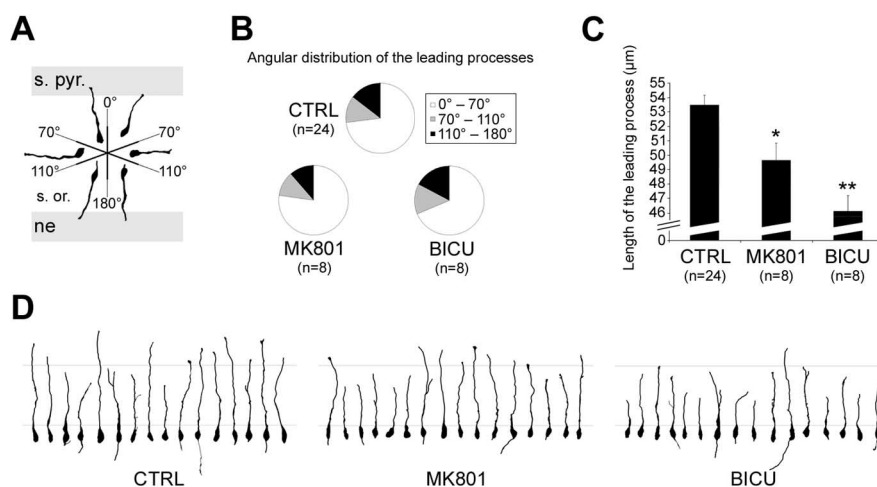 A
s. pyr.
0°
70°
70°
110°
110°
s. or.
180°
ne
B
Angular distribution of the leading processes
CTRL
(n=24)
0° – 70°
70° – 110°
110° – 180°
MK801
(n=8)
BICU
(n=8)
C
Length of the leading process (µm)
55
54
53
52
51
50
49
48
47
46
0
*
**
CTRL
(n=24)
MK801
(n=8)
BICU
(n=8)
D
CTRL
MK801
BICU